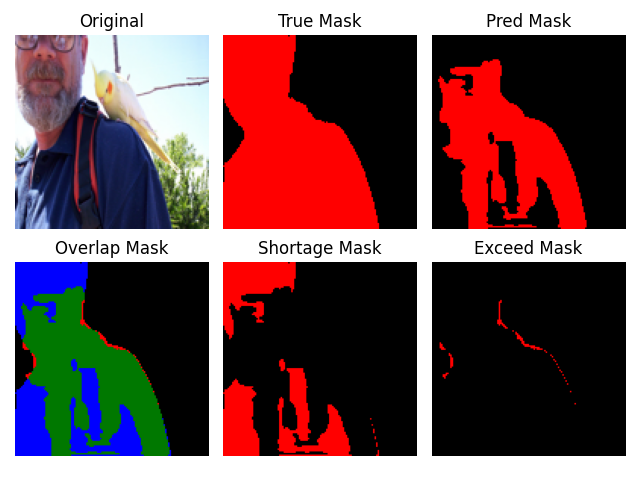 Original
True Mask
Pred Mask
Overlap Mask
Shortage Mask
Exceed Mask